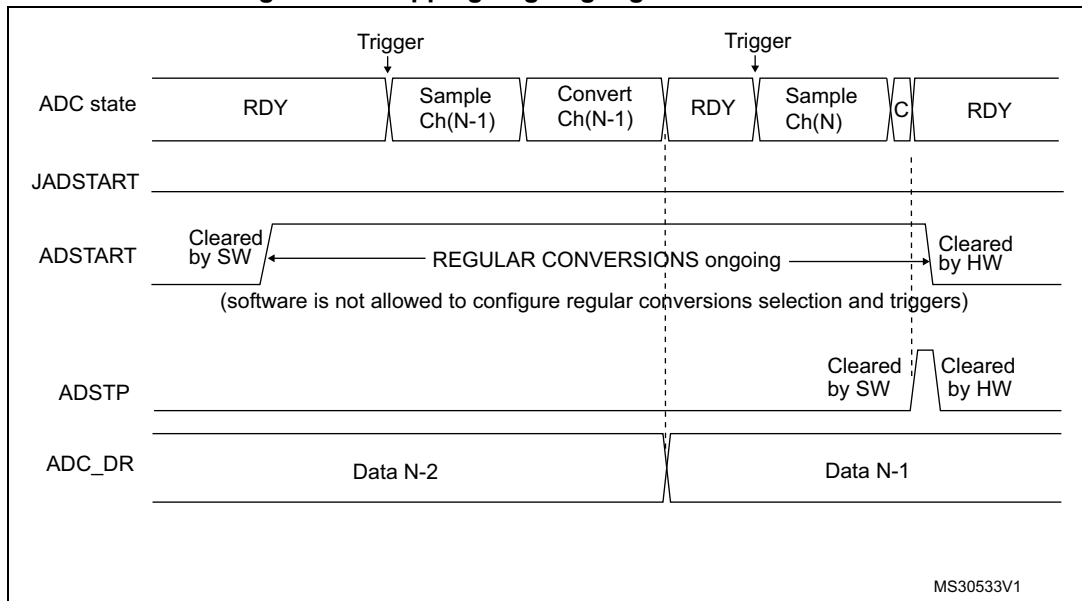 Trigger
Trigger
ADC state
RDY
Sample
Ch(N-1)
Convert
Ch(N-1)
RDY
Sample
Ch(N)
C
RDY
JADSTART
ADSTART
Cleared
by SW
REGULAR CONVERSIONS ongoing
Cleared
by HW
(software is not allowed to configure regular conversions selection and triggers)
ADSTP
Cleared
by SW
Cleared
by HW
ADC_DR
Data N-2
Data N-1
MS30533V1